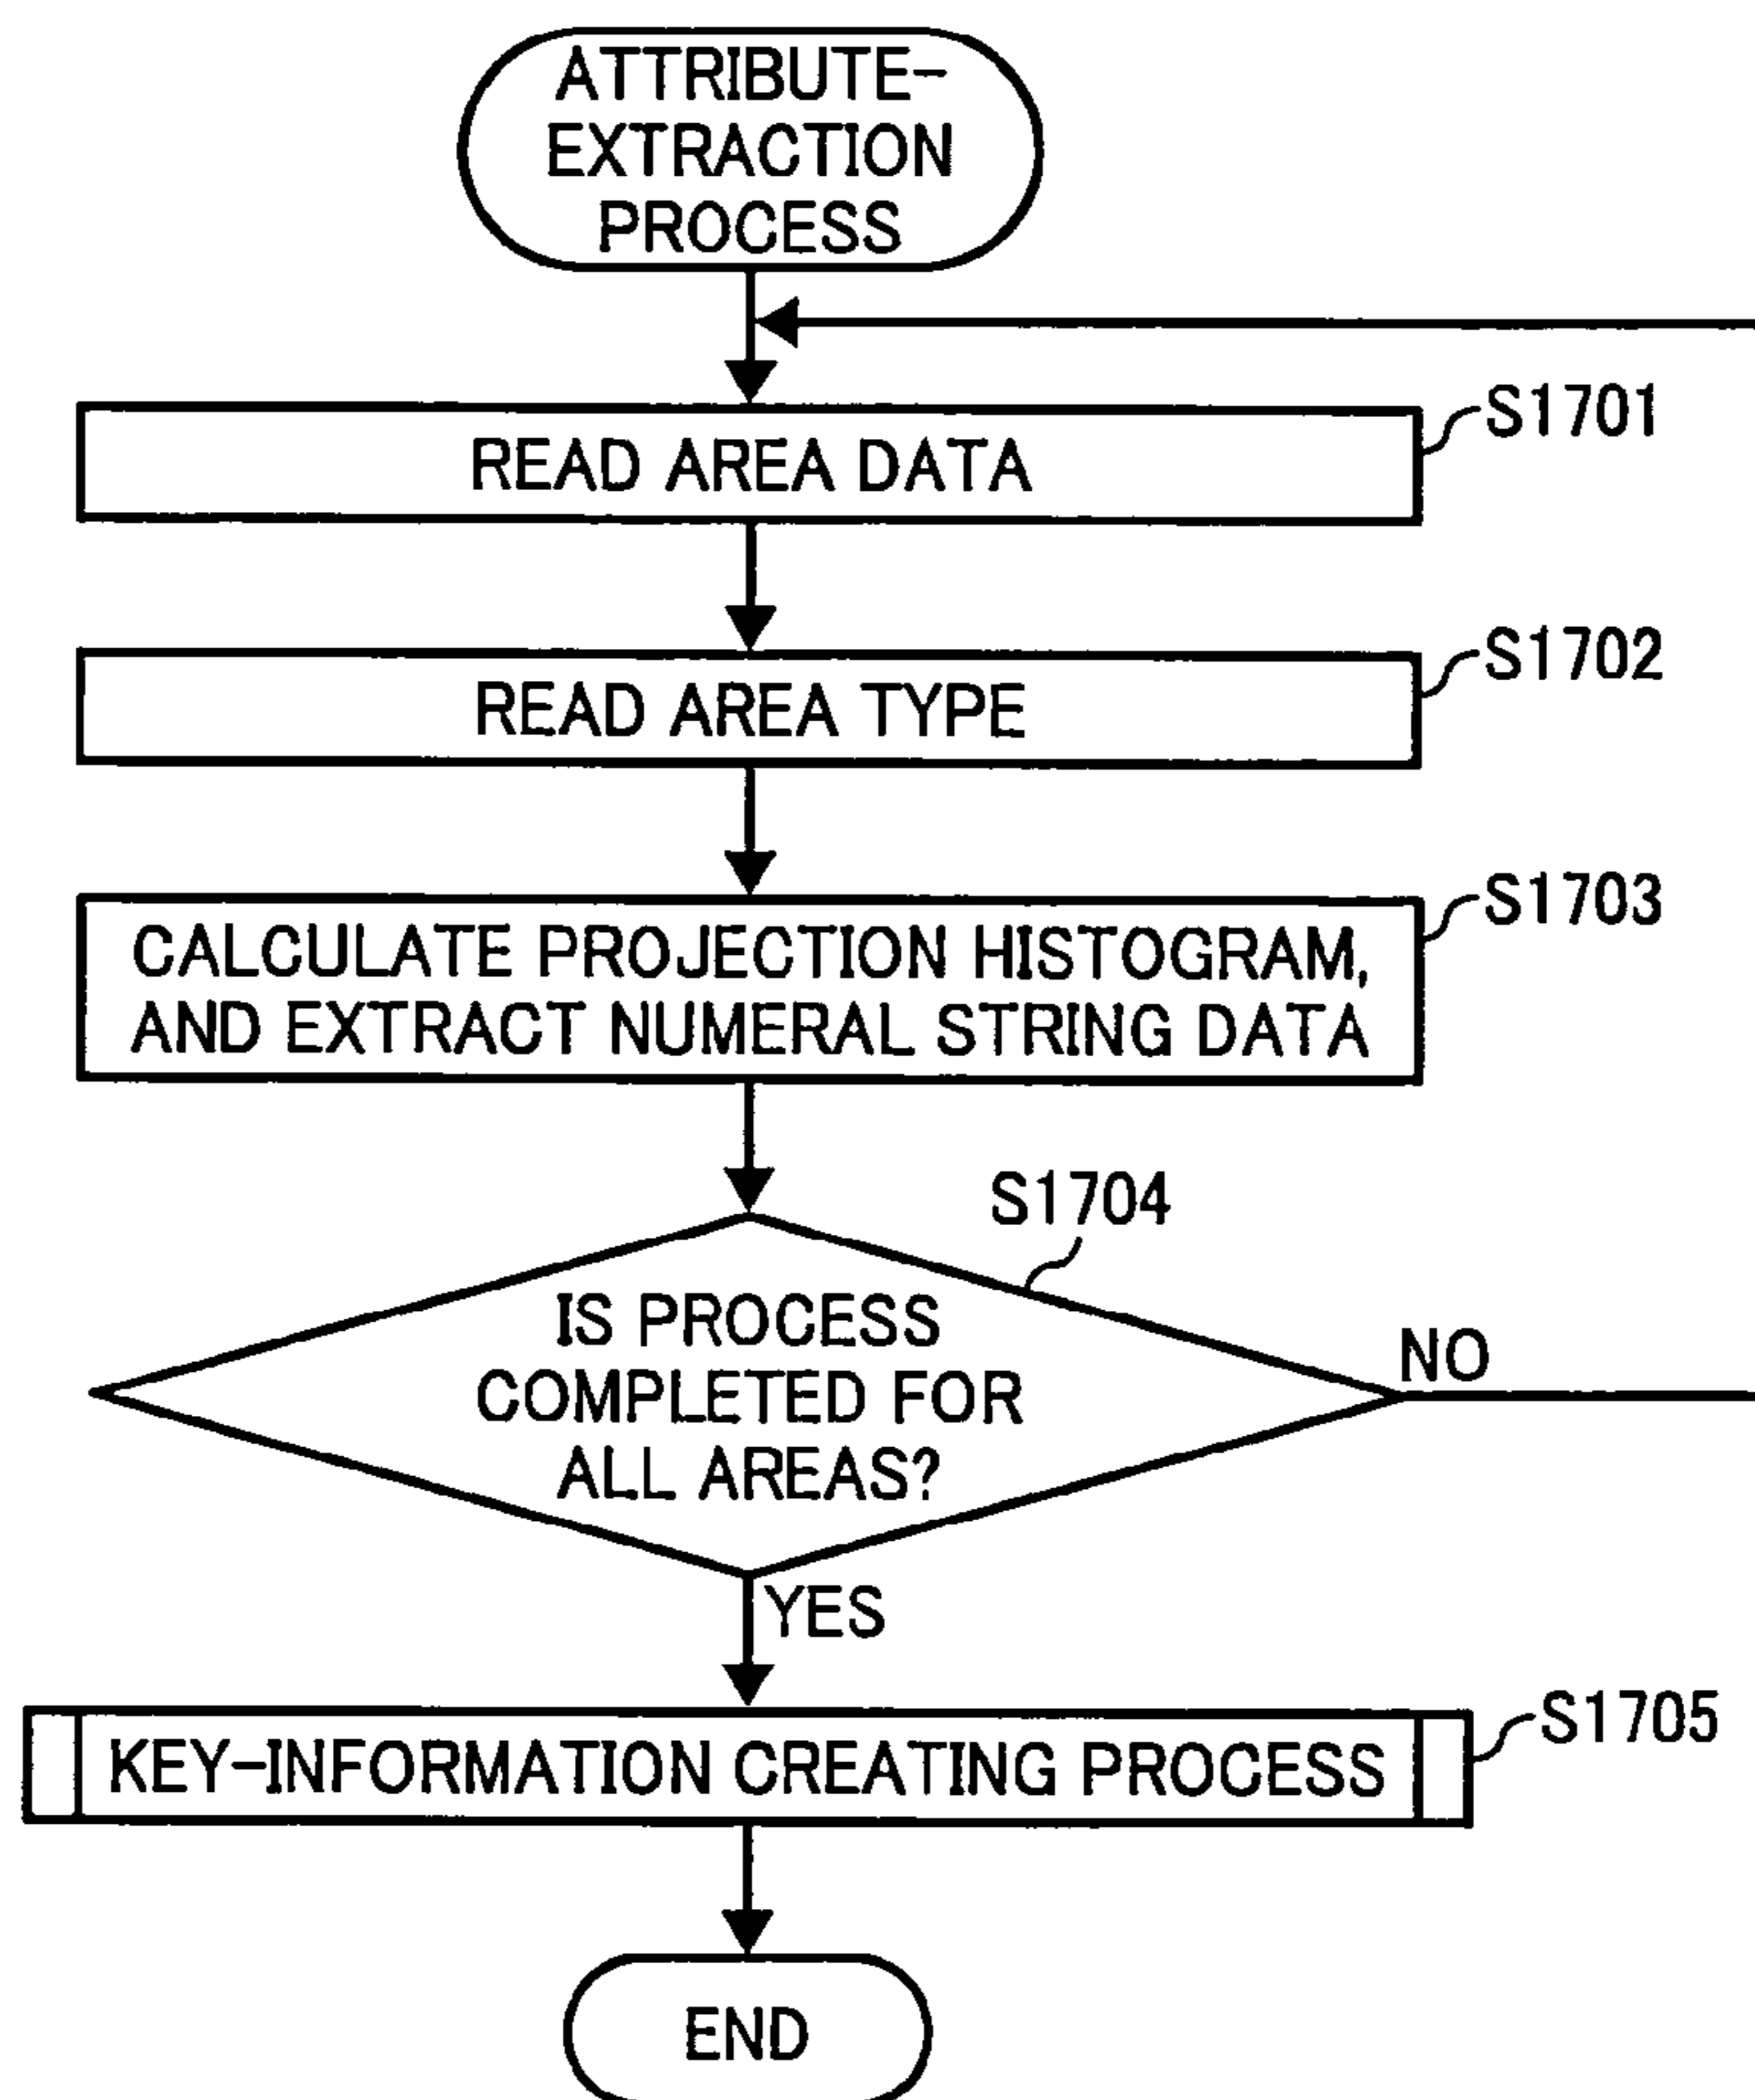 ATTRIBUTE-
EXTRACTION
PROCESS
S1701
READ AREA DATA
S1702
READ AREA TYPE
S1703
CALCULATE PROJECTION HISTOGRAM,
AND EXTRACT NUMERAL STRING DATA
S1704
IS PROCESS
COMPLETED FOR
ALL AREAS?
NO
YES
S1705
KEY-INFORMATION CREATING PROCESS
END